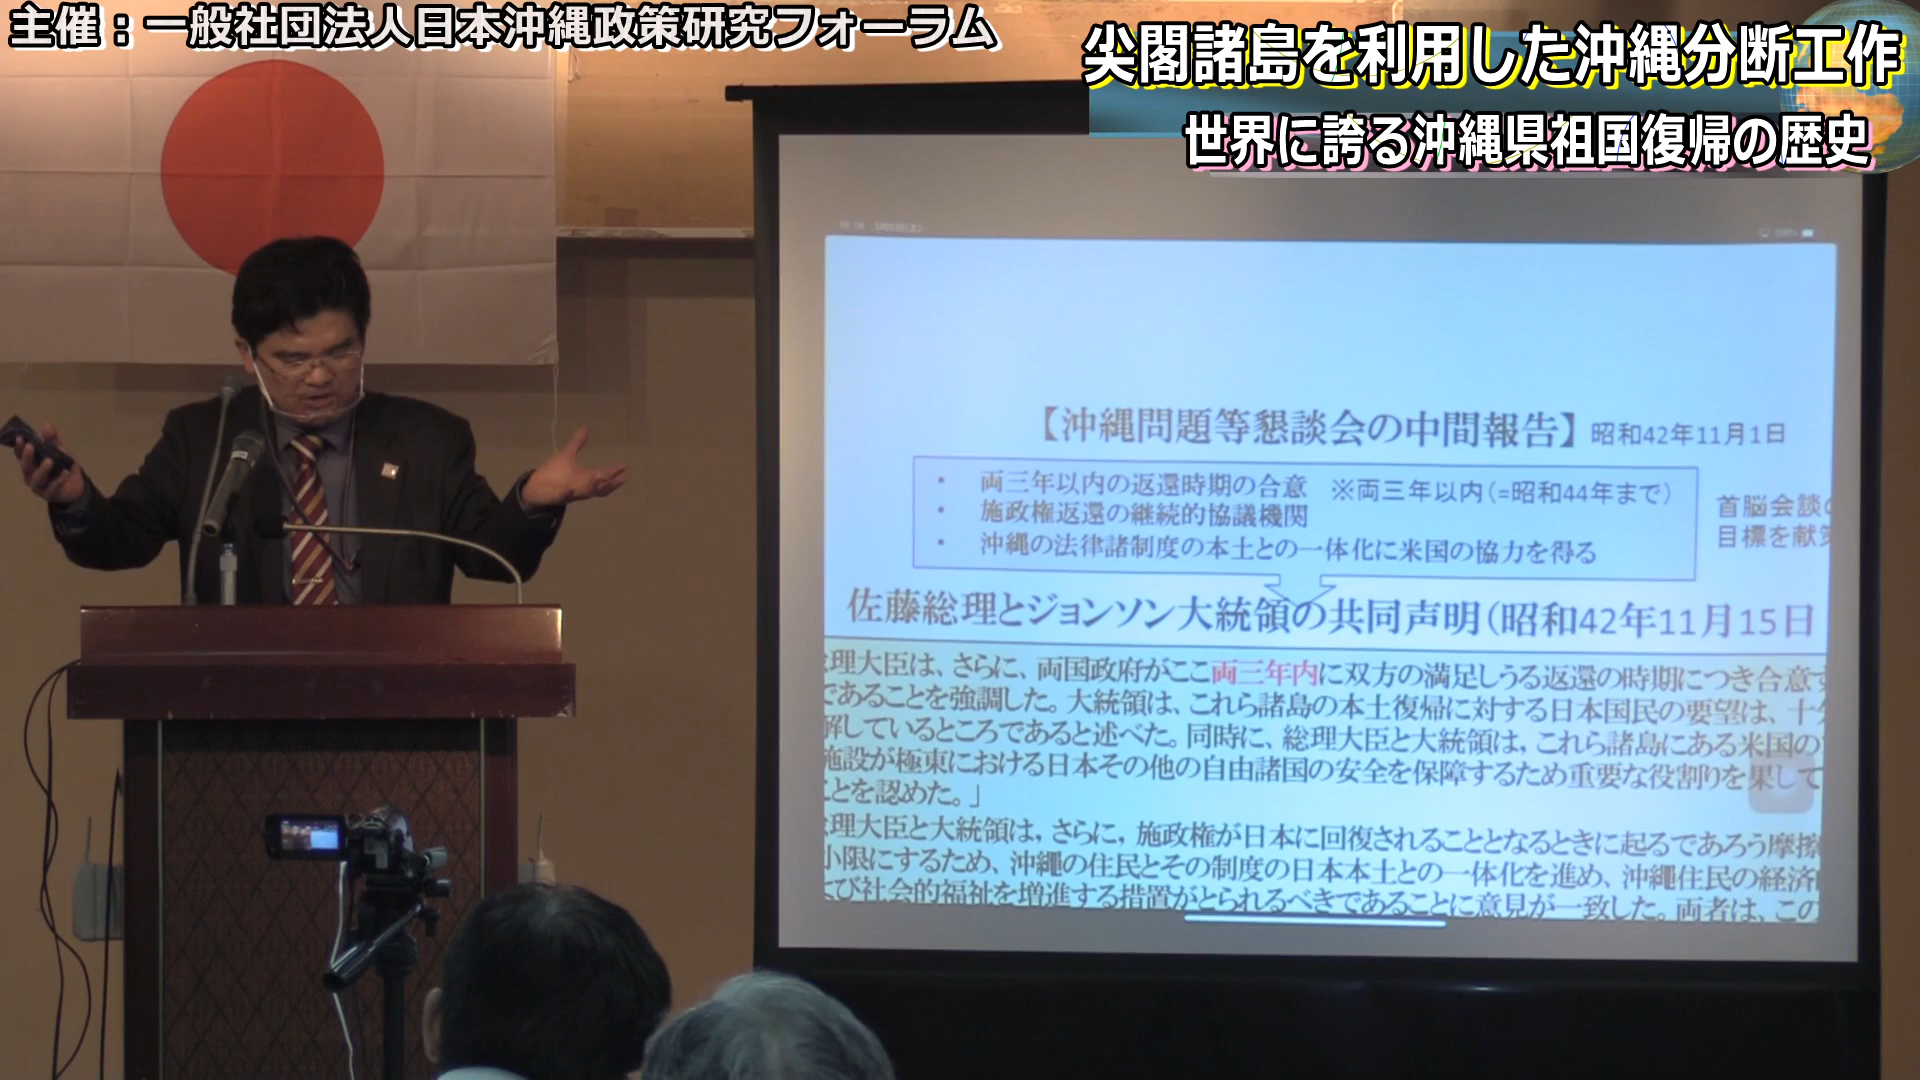 主催：一般社団法人日本沖縄政策研究フォーラム
尖閣諸島を利用した沖縄分断工作
世界に誇る沖縄県祖国復帰の歴史
【沖縄問題等懇談会の中間報告】昭和42年11月1日
・ 両三年以内の返還時期の合意 ※両三年以内（=昭和44年まで）
・ 施政権返還の継続的協議機関
・ 沖縄の法律諸制度の本土との一体化に米国の協力を得る
首脳会談の
目標を献策
佐藤総理とジョンソン大統領の共同声明（昭和42年11月15日
理大臣は、さらに、両国政府がここ両三年内に双方の満足しうる返還の時期につき合意す
であることを強調した。大統領は、これら諸島の本土復帰に対する日本国民の要望は、十分
解しているところであると述べた。同時に、総理大臣と大統領は、これら諸島にある米国の
施設が極東における日本その他の自由諸国の安全を保障するため重要な役割りを果して
ことを認めた。」
理大臣と大統領は，さらに，施政権が日本に回復されることとなるときに起るであろう摩擦
小限にするため、沖縄の住民とその制度の日本本土との一体化を進め、沖縄住民の経済
よび社会的福祉を増進する措置がとられるべきであることに意見が一致した。両者は、この